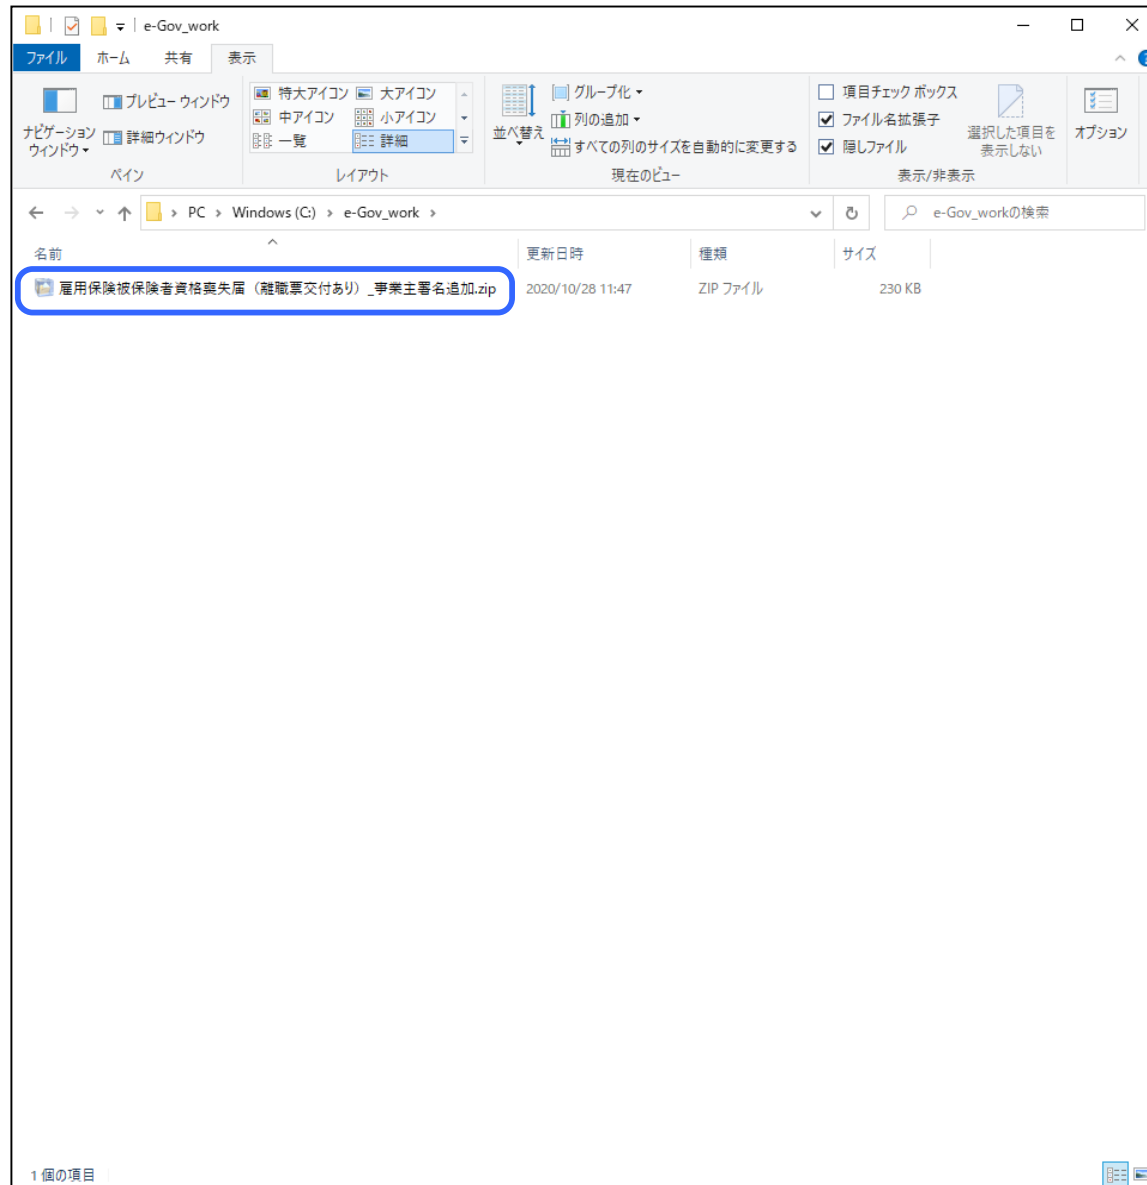 e-Gov_work
ファイル ホーム 共有 表示
ナビゲーション ウィンドウ
プレビュー ウィンドウ
詳細ウィンドウ
ペイン
特大アイコン 大アイコン
中アイコン 小アイコン
一覧 詳細
レイアウト
並べ替え
グループ化
列の追加
すべての列のサイズを自動的に変更する
現在のビュー
項目チェック ボックス
ファイル名拡張子
隠しファイル
選択した項目を
表示しない
表示/非表示
オプション
PC › Windows (C:) › e-Gov_work ›
e-Gov_workの検索
名前 更新日時 種類 サイズ
雇用保険被保険者資格喪失届（離職票交付あり）_事業主署名追加.zip 2020/10/28 11:47 ZIP ファイル 230 KB
1 個の項目